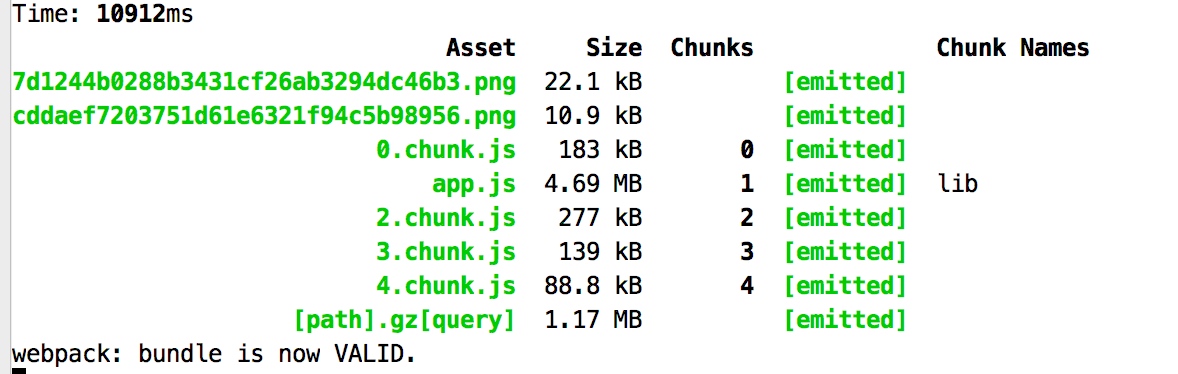 Time: 10912ms
Asset Size Chunks Chunk Names
7d1244b0288b3431cf26ab3294dc46b3.png 22.1 kB [emitted]
cddaef7203751d61e6321f94c5b98956.png 10.9 kB [emitted]
0.chunk.js 183 kB 0 [emitted]
app.js 4.69 MB 1 [emitted] lib
2.chunk.js 277 kB 2 [emitted]
3.chunk.js 139 kB 3 [emitted]
4.chunk.js 88.8 kB 4 [emitted]
[path].gz[query] 1.17 MB [emitted]
webpack: bundle is now VALID.